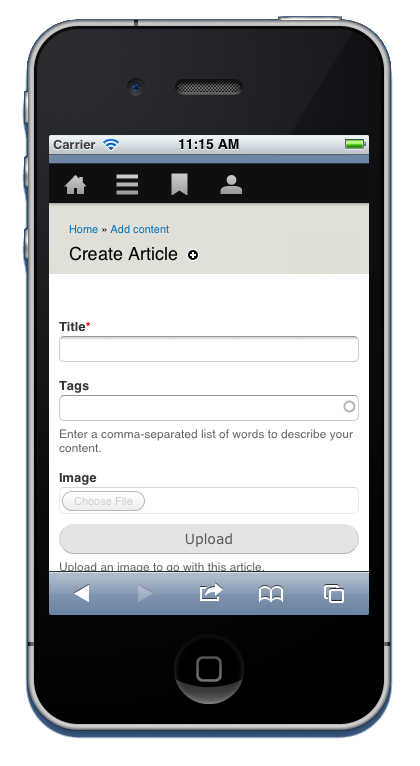 Carrier 11:15 AM
Home » Add content
Create Article
Title*
Tags
Enter a comma-separated list of words to describe your
content.
Image
Choose File
Upload
Upload an image to go with this article.